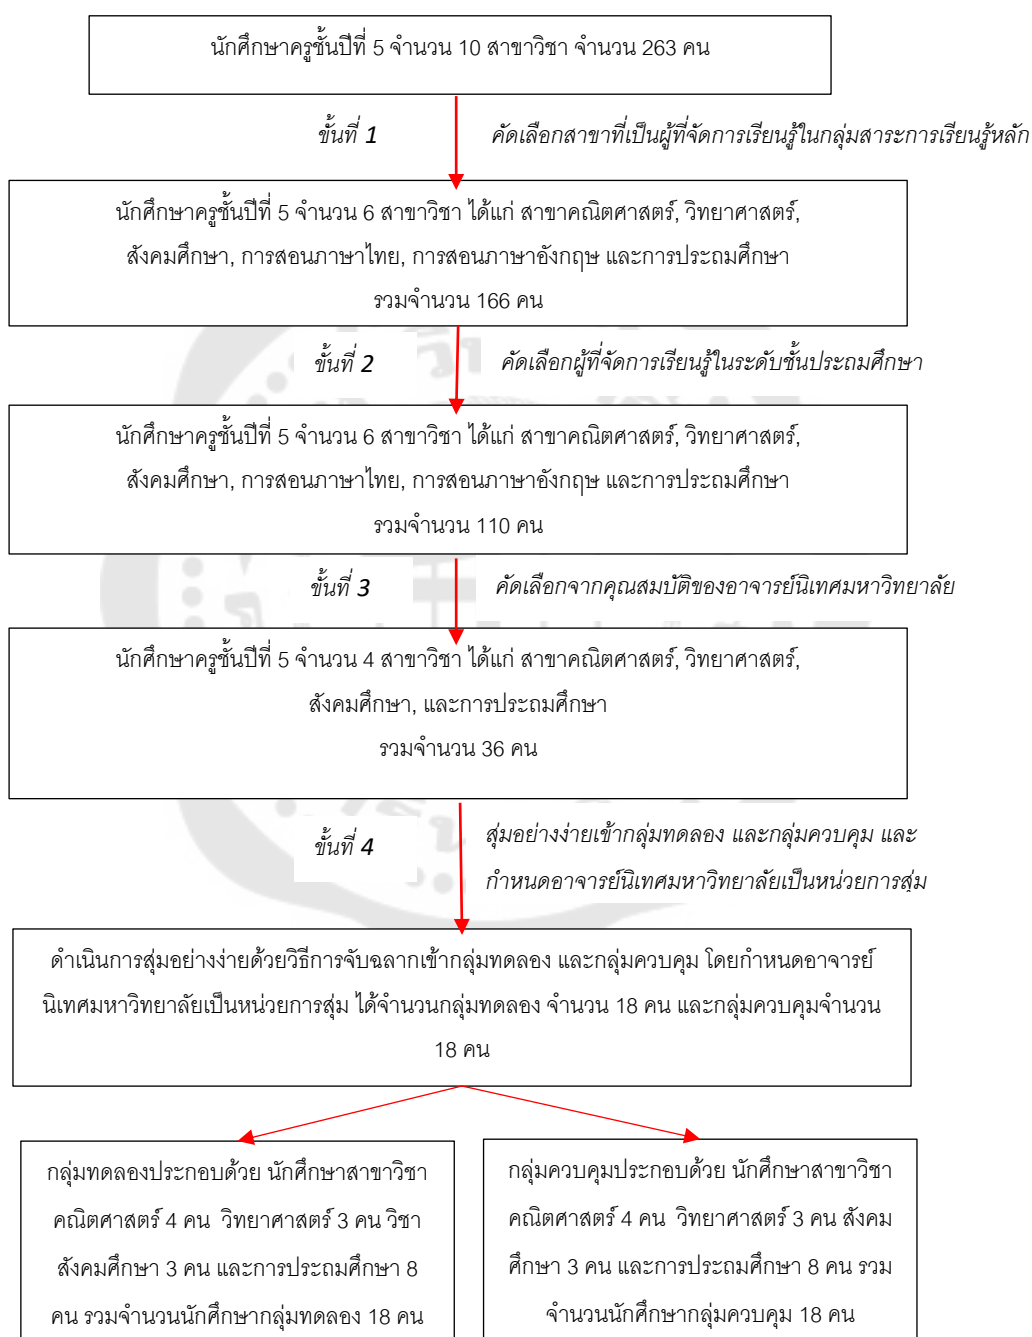 นักศึกษาครูชั้นปีที่ 5 จำนวน 10 สาขาวิชา จำนวน 263 คน
ขั้นที่ 1
คัดเลือกสาขาที่เป็นผู้ที่จัดการเรียนรู้ในกลุ่มสาระการเรียนรู้หลัก
นักศึกษาครูชั้นปีที่ 5 จำนวน 6 สาขาวิชา ได้แก่ สาขาคณิตศาสตร์, วิทยาศาสตร์,
สังคมศึกษา, การสอนภาษาไทย, การสอนภาษาอังกฤษ และการประถมศึกษา
รวมจำนวน 166 คน
ขั้นที่ 2
คัดเลือกผู้ที่จัดการเรียนรู้ในระดับชั้นประถมศึกษา
นักศึกษาครูชั้นปีที่ 5 จำนวน 6 สาขาวิชา ได้แก่ สาขาคณิตศาสตร์, วิทยาศาสตร์,
สังคมศึกษา, การสอนภาษาไทย, การสอนภาษาอังกฤษ และการประถมศึกษา
รวมจำนวน 110 คน
ขั้นที่ 3
คัดเลือกจากคุณสมบัติของอาจารย์นิเทศมหาวิทยาลัย
นักศึกษาครูชั้นปีที่ 5 จำนวน 4 สาขาวิชา ได้แก่ สาขาคณิตศาสตร์, วิทยาศาสตร์,
สังคมศึกษา, และการประถมศึกษา
รวมจำนวน 36 คน
ขั้นที่ 4
สุ่มอย่างง่ายเข้ากลุ่มทดลอง และกลุ่มควบคุม และ
กำหนดอาจารย์นิเทศมหาวิทยาลัยเป็นหน่วยการสุ่ม
ดำเนินการสุ่มอย่างง่ายด้วยวิธีการจับฉลากเข้ากลุ่มทดลอง และกลุ่มควบคุม โดยกำหนดอาจารย์
นิเทศมหาวิทยาลัยเป็นหน่วยการสุ่ม ได้จำนวนกลุ่มทดลอง จำนวน 18 คน และกลุ่มควบคุมจำนวน
18 คน
กลุ่มทดลองประกอบด้วย นักศึกษาสาขาวิชา
คณิตศาสตร์ 4 คน วิทยาศาสตร์ 3 คน วิชา
สังคมศึกษา 3 คน และการประถมศึกษา 8
คน รวมจำนวนนักศึกษากลุ่มทดลอง 18 คน
กลุ่มควบคุมประกอบด้วย นักศึกษาสาขาวิชา
คณิตศาสตร์ 4 คน วิทยาศาสตร์ 3 คน สังคม
ศึกษา 3 คน และการประถมศึกษา 8 คน รวม
จำนวนนักศึกษากลุ่มควบคุม 18 คน